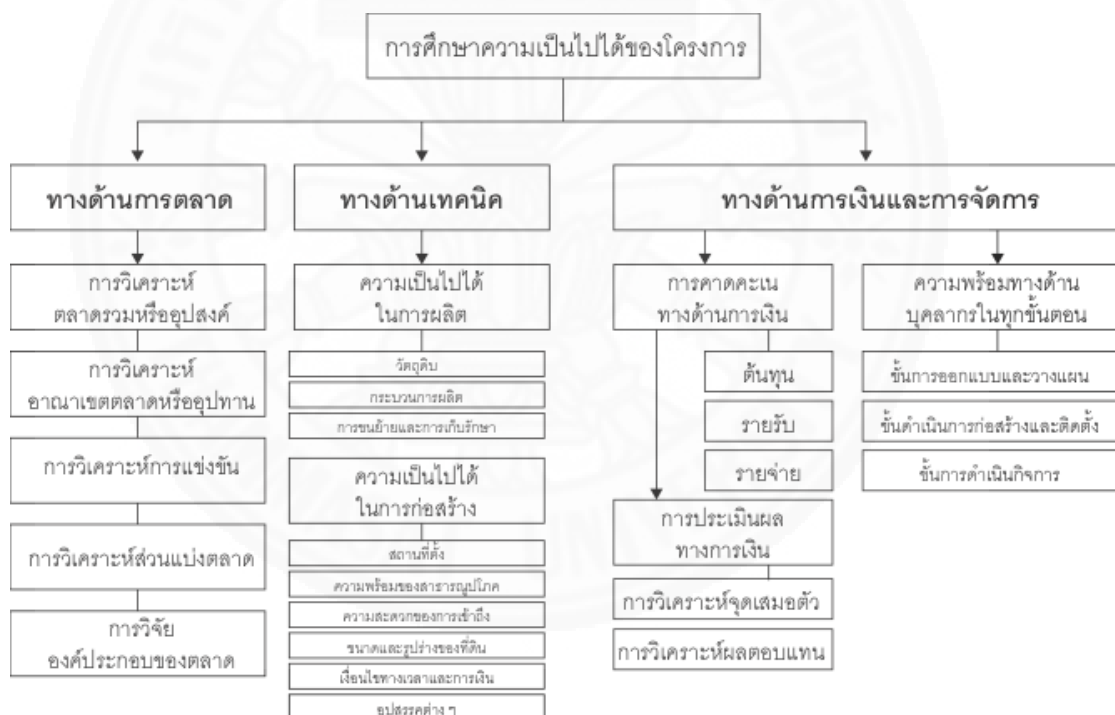 การศึกษาความเป็นไปได้ของโครงการ
ทางด้านการตลาด
การวิเคราะห์
ตลาดรวมหรืออุปสงค์
การวิเคราะห์
อาณาเขตตลาดหรืออุปทาน
การวิเคราะห์การแข่งขัน
การวิเคราะห์ส่วนแบ่งตลาด
การวิจัย
องค์ประกอบของตลาด
ทางด้านเทคนิค
ความเป็นไปได้
ในการผลิต
วัตถุดิบ
กระบวนการผลิต
การขนย้ายและการเก็บรักษา
ความเป็นไปได้
ในการก่อสร้าง
สถานที่ตั้ง
ความพร้อมของสาธารณูปโภค
ความสะดวกของการเข้าถึง
ขนาดและรูปร่างของที่ดิน
เงื่อนไขทางเวลาและการเงิน
อุปสรรคต่าง ๆ
ทางด้านการเงินและการจัดการ
การคาดคะเน
ทางด้านการเงิน
ต้นทุน
รายรับ
รายจ่าย
การประเมินผล
ทางการเงิน
การวิเคราะห์จุดเสมอตัว
การวิเคราะห์ผลตอบแทน
ความพร้อมทางด้าน
บุคลากรในทุกขั้นตอน
ขั้นการออกแบบและวางแผน
ขั้นดำเนินการก่อสร้างและติดตั้ง
ขั้นการดำเนินกิจการ